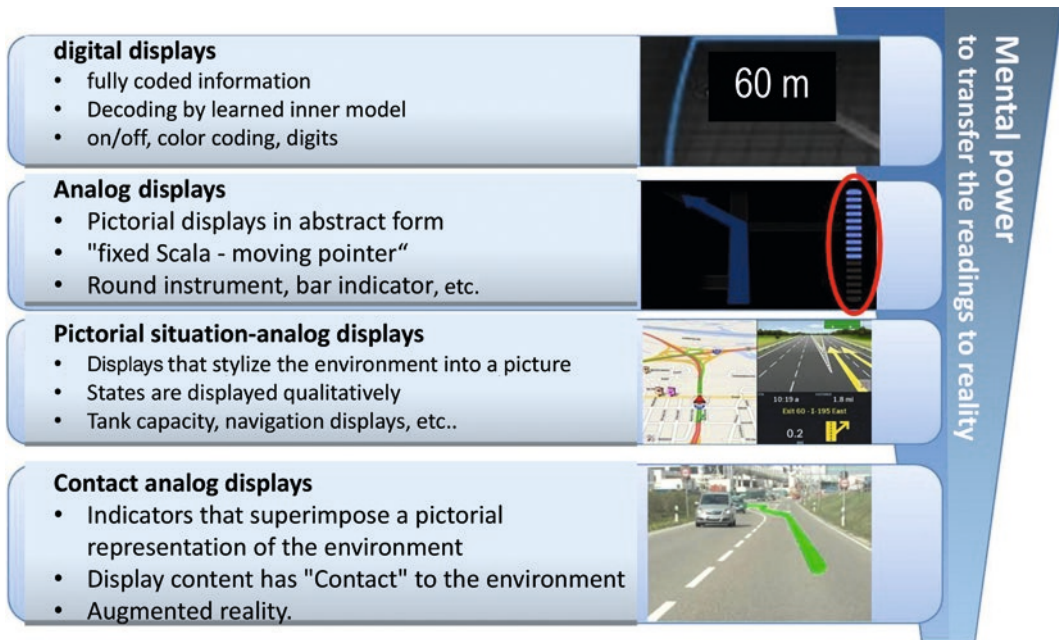 digital displays
• fully coded information
• Decoding by learned inner model
• on/off, color coding, digits
60 m
Analog displays
• Pictorial displays in abstract form
• "fixed Scala - moving pointer“
• Round instrument, bar indicator, etc.
Pictorial situation-analog displays
• Displays that stylize the environment into a picture
• States are displayed qualitatively
• Tank capacity, navigation displays, etc..
10:19 a 1.8 mi
Exit 60 - I-195 East
0.2
Contact analog displays
• Indicators that superimpose a pictorial
representation of the environment
• Display content has "Contact" to the environment
• Augmented reality.
Mental power
to transfer the readings to reality